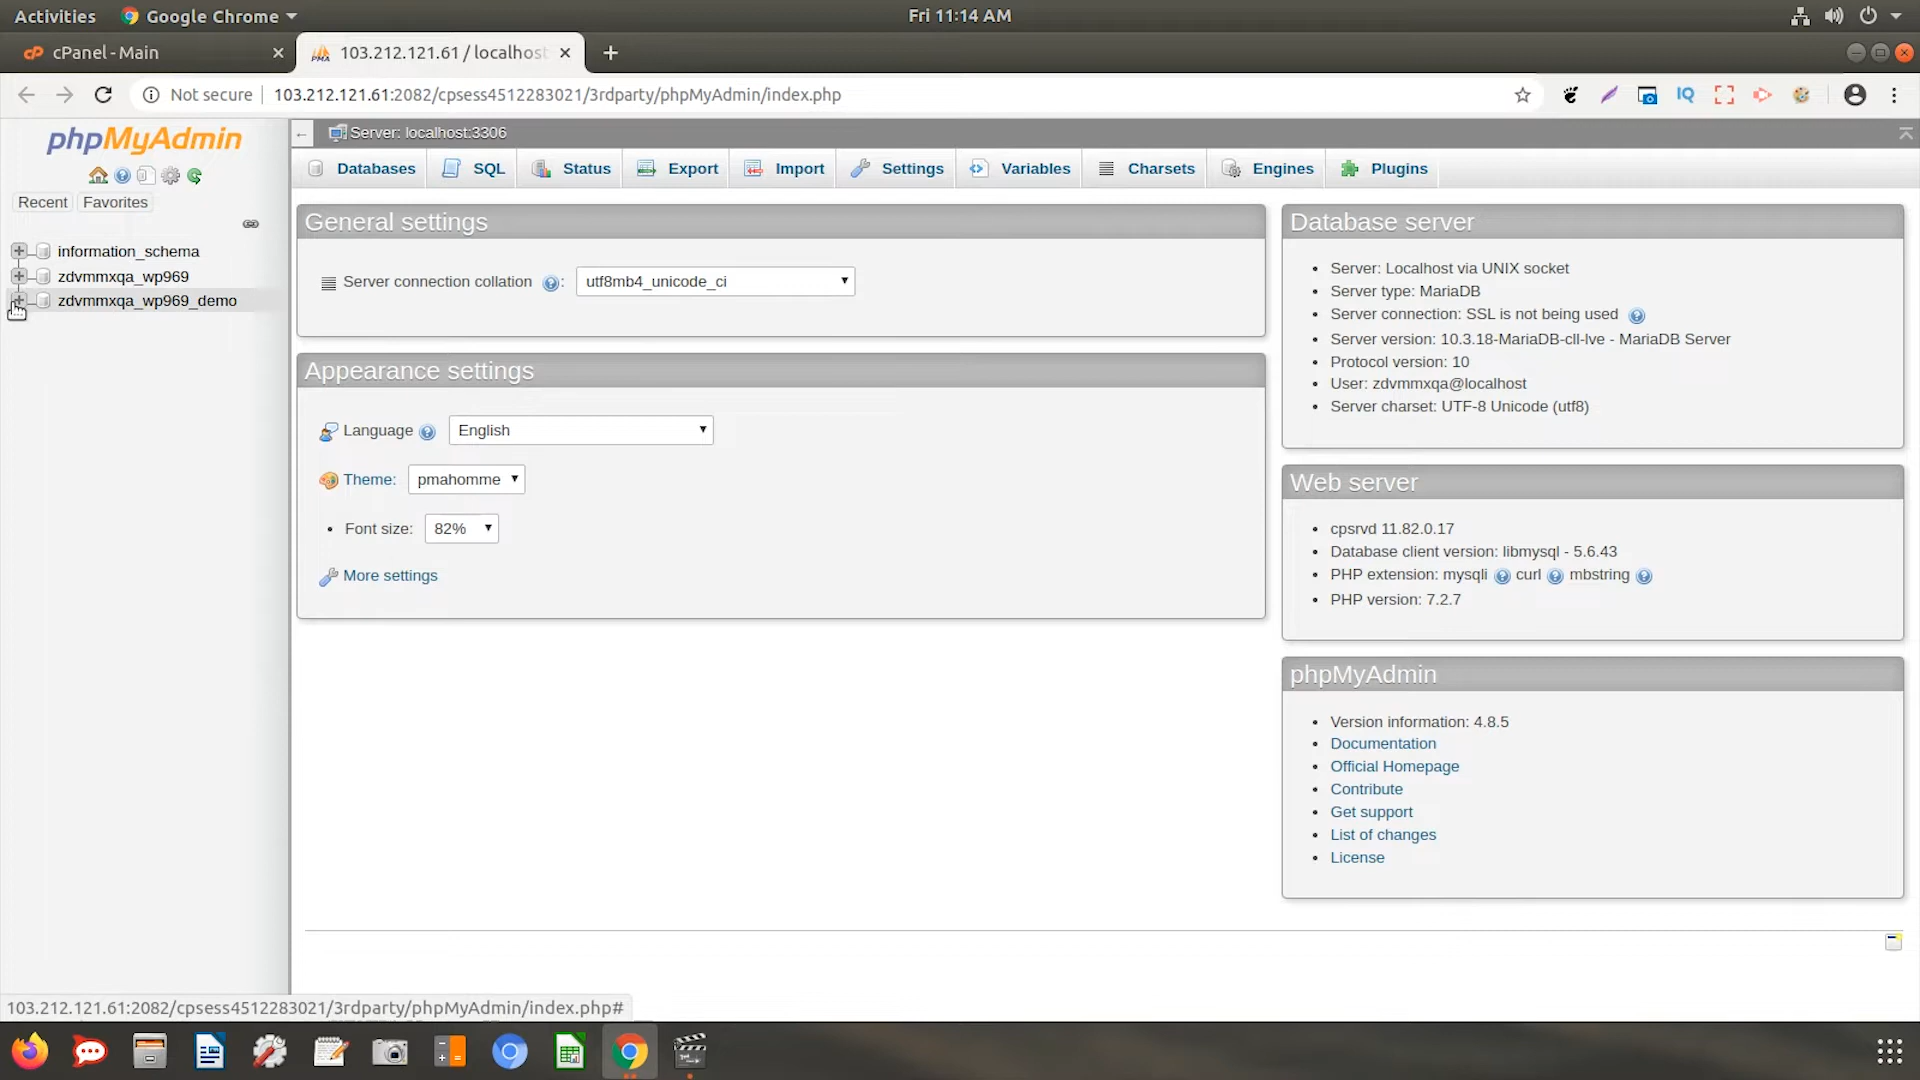 Activities
Google Chrome
Fri 11:14 AM
cPanel - Main
103.212.121.61 / localhost
Not secure
103.212.121.61:2082/cpsess4512283021/3rdparty/phpMyAdmin/index.php
IQ
phpMyAdmin
Recent
Favorites
information_schema
zdvmmxqa_wp969
zdvmmxqa_wp969_demo
Server: localhost:3306
Databases
SQL
Status
Export
Import
Settings
Variables
Charsets
Engines
Plugins
General settings
Server connection collation
:
utf8mb4_unicode_ci
Appearance settings
Language
English
Theme:
pmahomme
Font size:
82%
More settings
Database server
Server: Localhost via UNIX socket
Server type: MariaDB
Server connection: SSL is not being used
Server version: 10.3.18-MariaDB-cll-lve - MariaDB Server
Protocol version: 10
User: zdvmmxqa@localhost
Server charset: UTF-8 Unicode (utf8)
Web server
cpsrvd 11.82.0.17
Database client version: libmysql - 5.6.43
PHP extension: mysqli curl mbstring
PHP version: 7.2.7
phpMyAdmin
Version information: 4.8.5
Documentation
Official Homepage
Contribute
Get support
List of changes
License
103.212.121.61:2082/cpsess4512283021/3rdparty/phpMyAdmin/index.php#